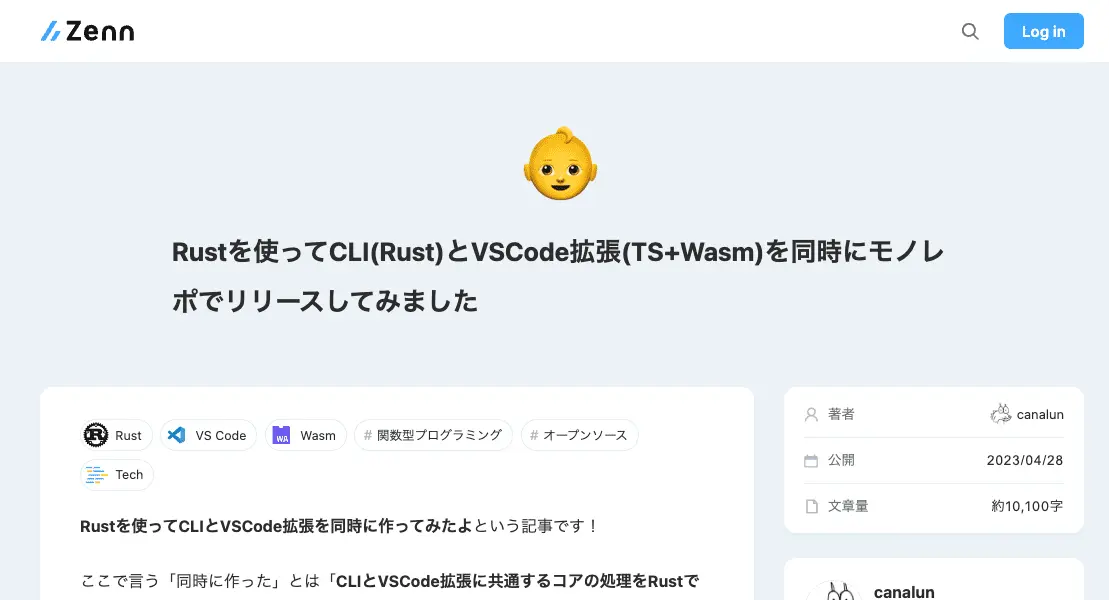 Zenn
Log in
Rustを使ってCLI(Rust)とVSCode拡張(TS+Wasm)を同時にモノレ
ポでリリースしてみました
Rust
VS Code
WA
Wasm
# 関数型プログラミング
# オープンソース
Tech
Rustを使ってCLIとVSCode拡張を同時に作ってみたよという記事です！
ここで言う「同時に作った」とは「CLIとVSCode拡張に共通するコアの処理をRustで
著者
canalun
公開
2023/04/28
文章量
約10,100字
canalun